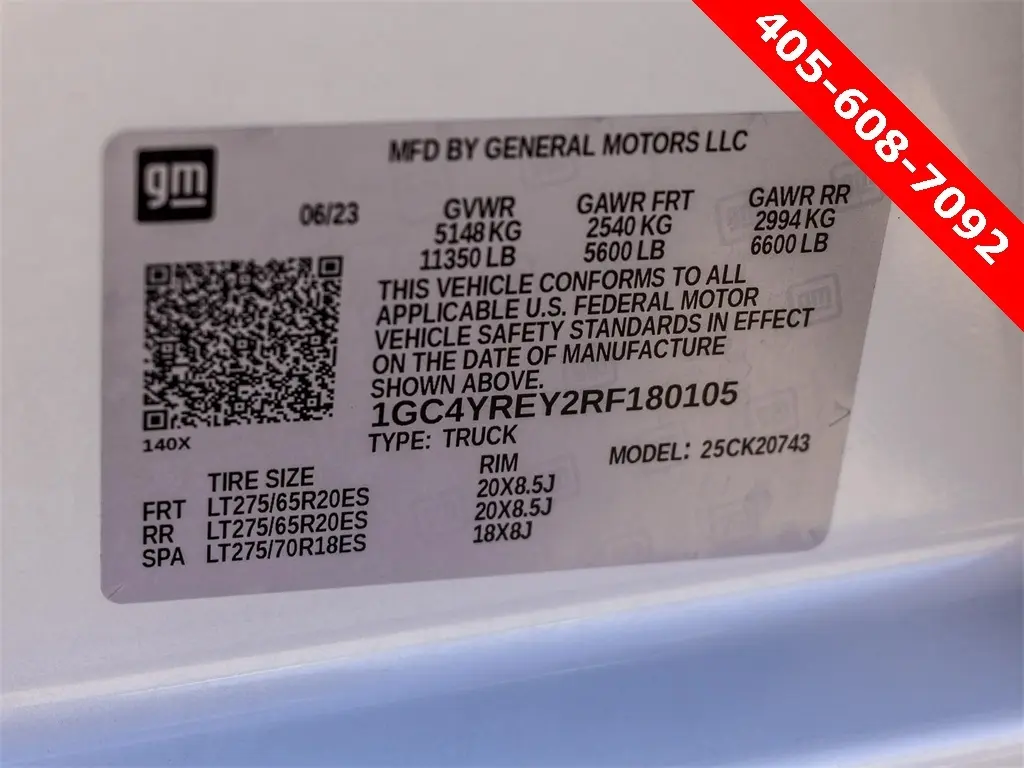 405-608-7092
gm
MFD BY GENERAL MOTORS LLC
06/23
GVWR
5148 KG
11350 LB
GAWR FRT
2540 KG
5600 LB
GAWR RR
2994 KG
6600 LB
THIS VEHICLE CONFORMS TO ALL
APPLICABLE U.S. FEDERAL MOTOR
VEHICLE SAFETY STANDARDS IN EFFECT
ON THE DATE OF MANUFACTURE
SHOWN ABOVE.
1GC4YREY2RF180105
140X
TYPE: TRUCK
MODEL: 25CK20743
TIRE SIZE RIM
FRT LT275/65R20ES 20X8.5J
RR LT275/65R20ES 20X8.5J
SPA LT275/70R18ES 18X8J